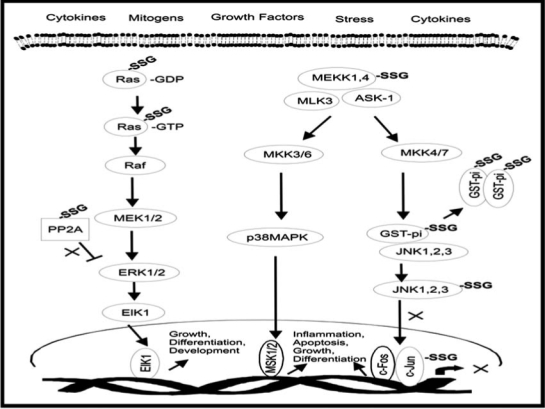 Cytokines Mitogens Growth Factors Stress Cytokines
-SSG
Ras -GDP
-SSG
Ras -GTP
Raf
MEK1/2
-SSG
PP2A
X
ERK1/2
ElK1
ElK1
Growth,
Differentiation,
Development
MEKK1,4 -SSG
MLK3 ASK-1
MKK3/6
p38MAPK
MSK1/2
Inflammation,
Apoptosis,
Growth,
Differentiation
MKK4/7
-SSG
-SSG
GST-pi
GST-pi
GST-pi -SSG
JNK1,2,3
JNK1,2,3 -SSG
X
c-Fos
c-Jun
-SSG
X